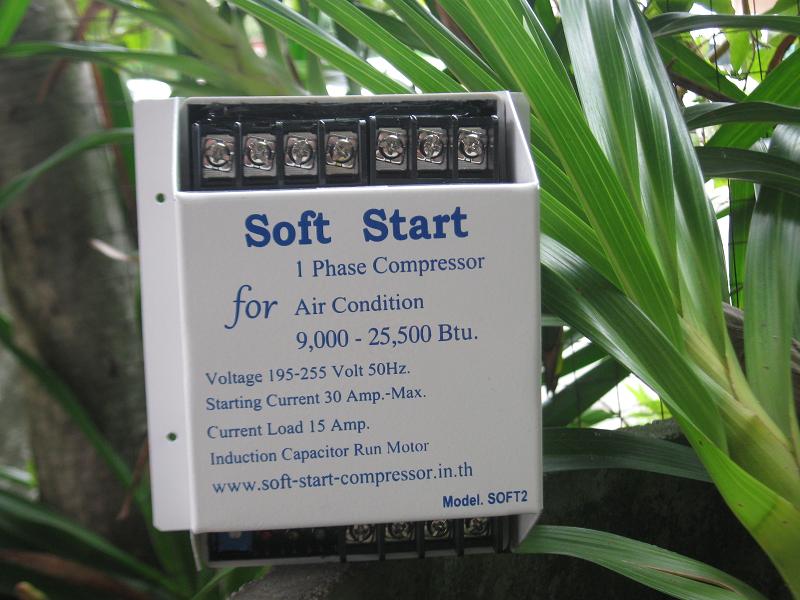 Soft Start
1 Phase Compressor
for Air Condition
9,000 - 25,500 Btu.
Voltage 195-255 Volt 50Hz.
Starting Current 30 Amp.-Max.
Current Load 15 Amp.
Induction Capacitor Run Motor
www.soft-start-compressor.in.th
Model. SOFT2